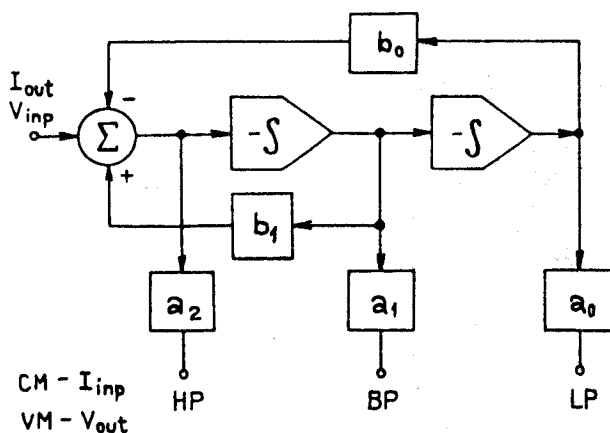 b₀
I_out
V_inp
-
Σ
+
-∫
-∫
b₁
a₂
a₁
a₀
CM - I_inp
VM - V_out
HP
BP
LP